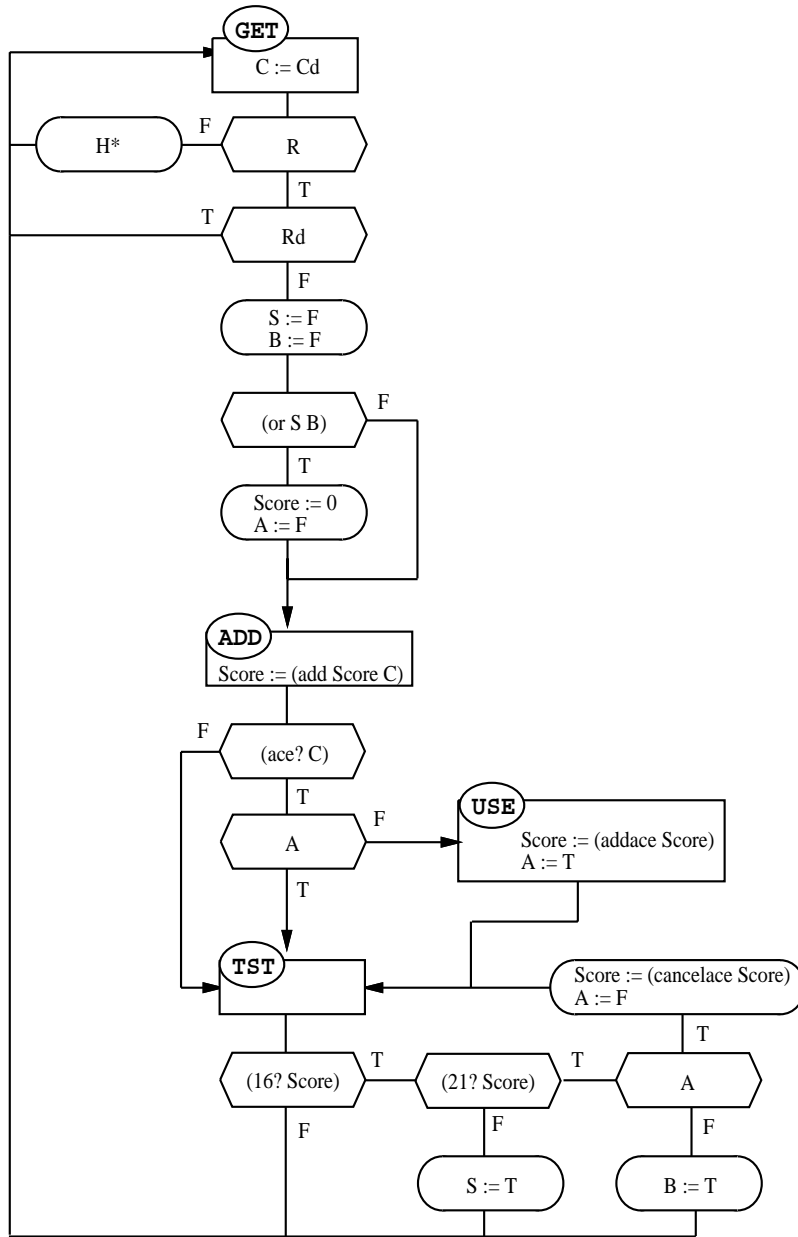 GET
C := Cd
F
H*
R
T
T
Rd
F
S := F
B := F
F
(or S B)
T
Score := 0
A := F
ADD
Score := (add Score C)
F
(ace? C)
T
F
A
T
USE
Score := (addace Score)
A := T
TST
Score := (cancelace Score)
A := F
T
T
T
(16? Score)
(21? Score)
A
F
F
F
S := T
B := T